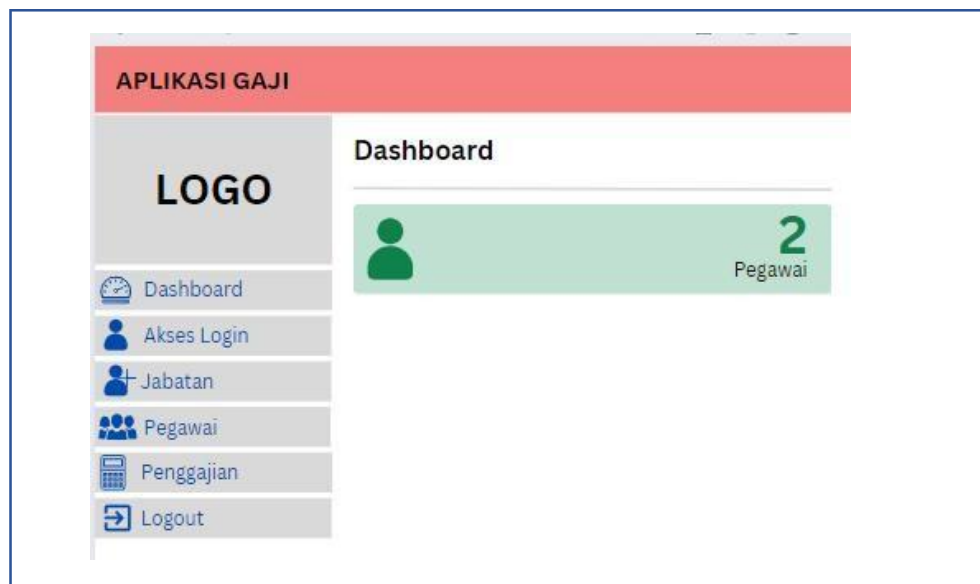 APLIKASI GAJI
LOGO
Dashboard
Akses Login
Jabatan
Pegawai
Penggajian
Logout
Dashboard
2
Pegawai